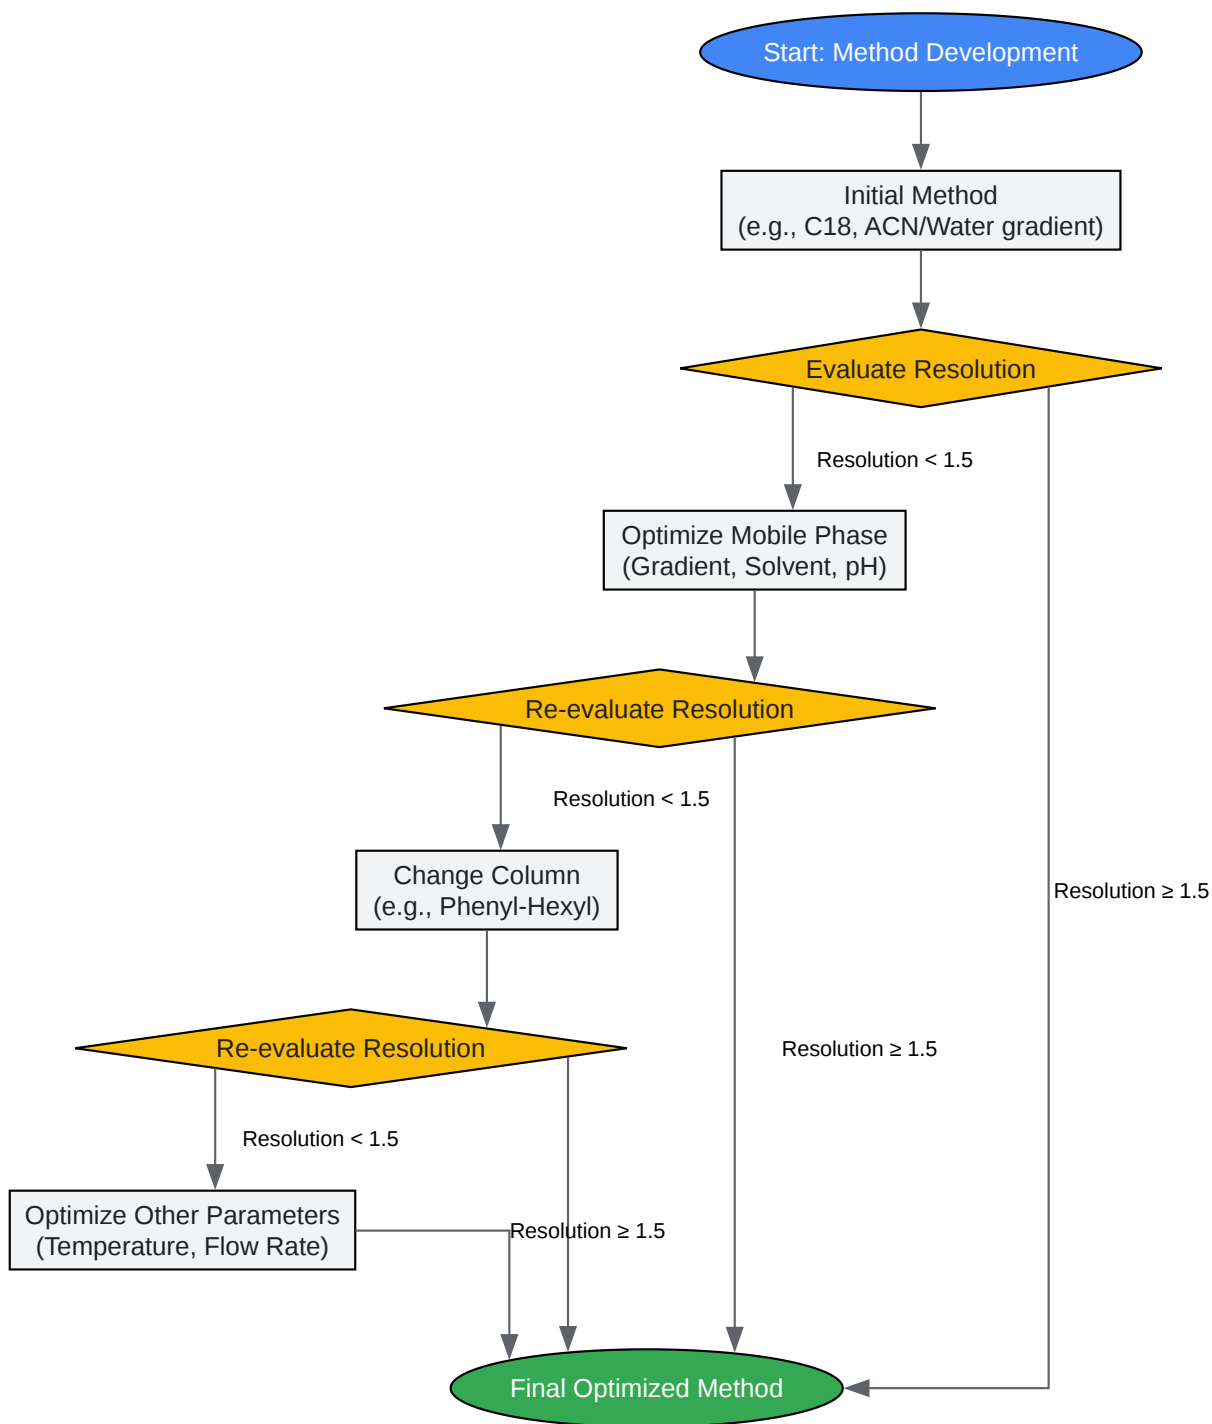 Start: Method Development
Initial Method
(e.g., C18, ACN/Water gradient)
Evaluate Resolution
Resolution < 1.5
Optimize Mobile Phase
(Gradient, Solvent, pH)
Re-evaluate Resolution
Resolution < 1.5
Change Column
(e.g., Phenyl-Hexyl)
Resolution ≥ 1.5
Re-evaluate Resolution
Resolution ≥ 1.5
Resolution < 1.5
Optimize Other Parameters
(Temperature, Flow Rate)
Resolution ≥ 1.5
Final Optimized Method